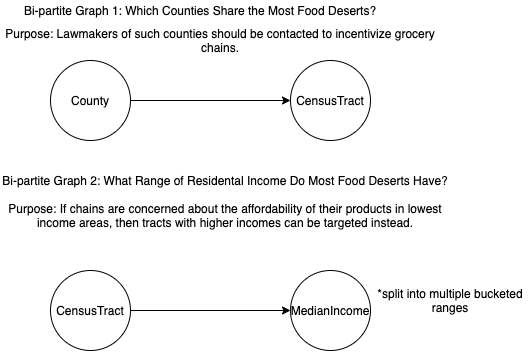 Bi-partite Graph 1: Which Counties Share the Most Food Deserts?
Purpose: Lawmakers of such counties should be contacted to incentivize grocery
chains.
County
CensusTract
Bi-partite Graph 2: What Range of Residental Income Do Most Food Deserts Have?
Purpose: If chains are concerned about the affordability of their products in lowest
income areas, then tracts with higher incomes can be targeted instead.
CensusTract
MedianIncome
*split into multiple bucketed
ranges